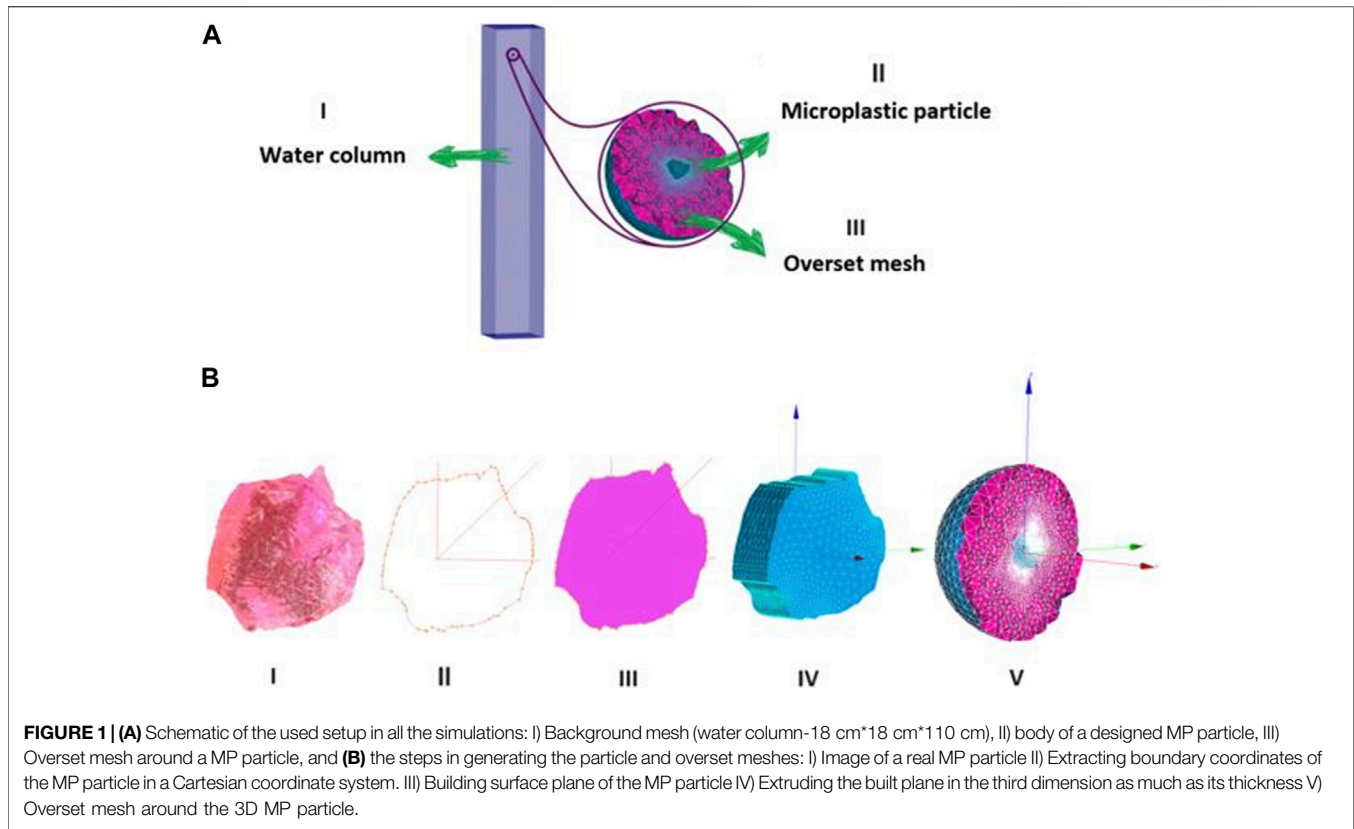 A
I
Water column
II
Microplastic particle
III
Overset mesh
B
I
II
III
IV
V
FIGURE 1 | (A) Schematic of the used setup in all the simulations: I) Background mesh (water column-18 cm*18 cm*110 cm), II) body of a designed MP particle, III)
Overset mesh around a MP particle, and (B) the steps in generating the particle and overset meshes: I) Image of a real MP particle II) Extracting boundary coordinates of
the MP particle in a Cartesian coordinate system. III) Building surface plane of the MP particle IV) Extruding the built plane in the third dimension as much as its thickness V)
Overset mesh around the 3D MP particle.